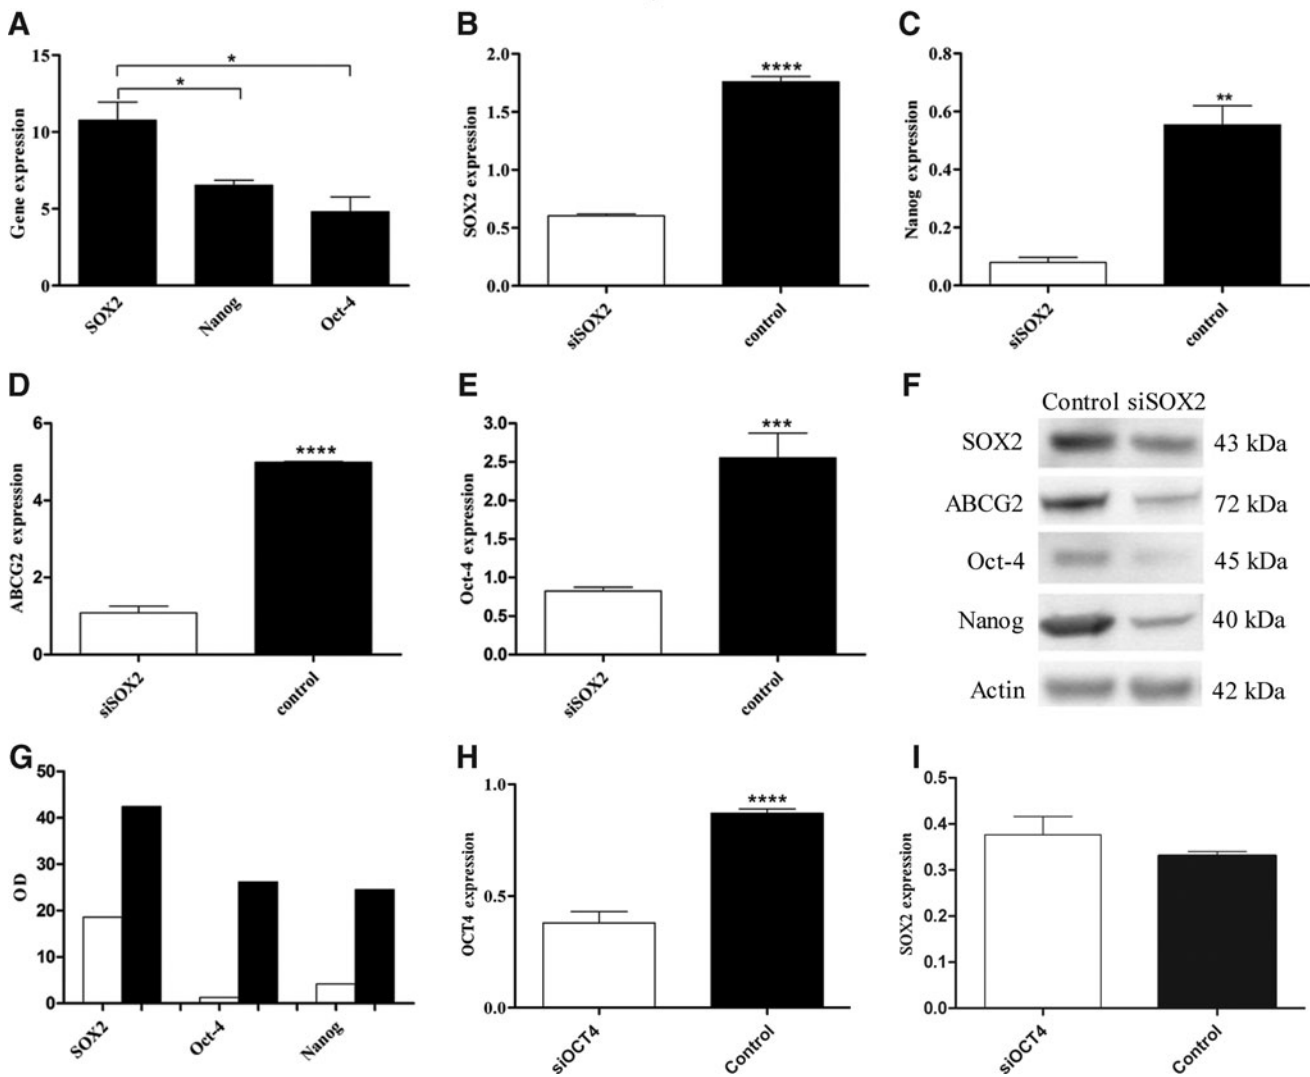 A
Gene expression
15
10
5
0
*
*
SOX2
Nanog
Oct-4
B
SOX2 expression
2.0
1.5
1.0
0.5
0.0
****
siSOX2
control
C
Nanog expression
0.8
0.6
0.4
0.2
0.0
**
siSOX2
control
D
ABCG2 expression
6
4
2
0
****
siSOX2
control
E
Oct-4 expression
3.0
2.5
2.0
1.5
1.0
0.5
0.0
***
siSOX2
control
F
Control siSOX2
SOX2 43 kDa
ABCG2 72 kDa
Oct-4 45 kDa
Nanog 40 kDa
Actin 42 kDa
G
OD
50
40
30
20
10
0
SOX2
Oct-4
Nanog
H
OCT4 expression
1.0
0.5
0.0
****
siOCT4
Control
I
SOX2 expression
0.5
0.4
0.3
0.2
0.1
0.0
siOCT4
Control